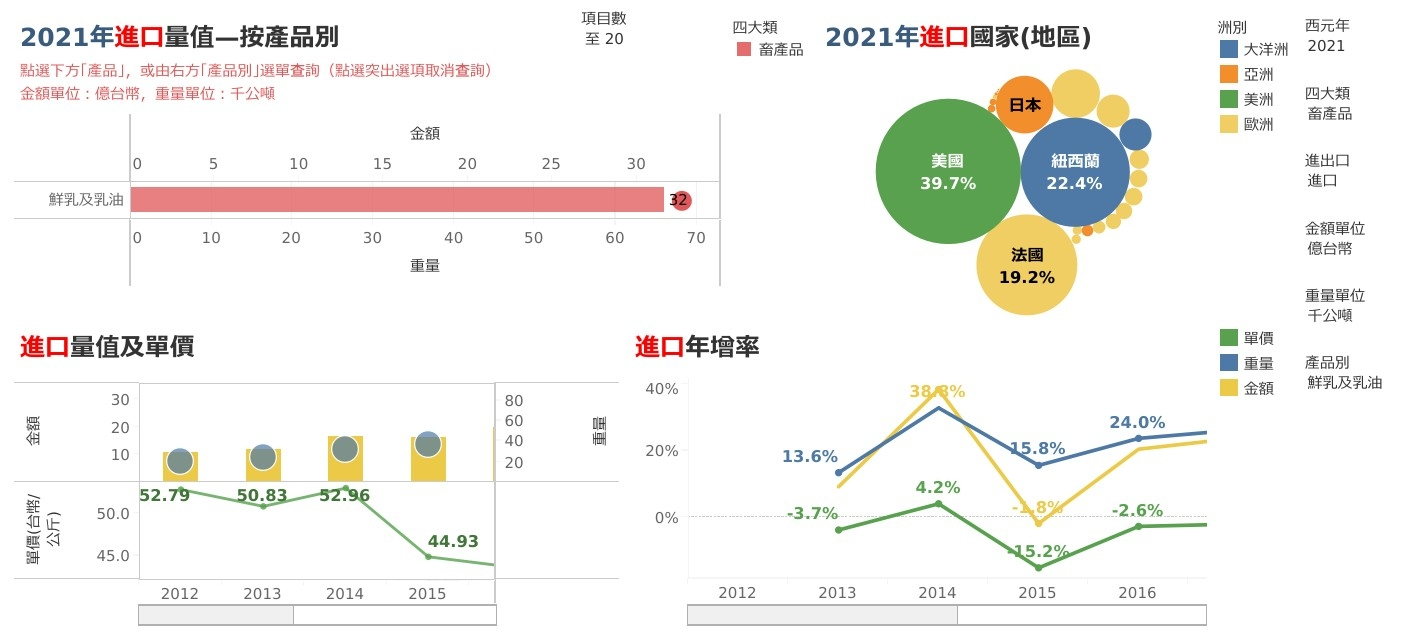 2021年進口量值—按產品別
項目數
至 20
四大類
畜產品
點選下方「產品」，或由右方「產品別」選單查詢（點選突出選項取消查詢）
金額單位：億台幣，重量單位：千公噸
金額
0 5 10 15 20 25 30
鮮乳及乳油 32
0 10 20 30 40 50 60 70
重量
2021年進口國家(地區)
日本
美國
39.7%
紐西蘭
22.4%
法國
19.2%
洲別
大洋洲
亞洲
美洲
歐洲
西元年
2021
四大類
畜產品
進出口
進口
金額單位
億台幣
重量單位
千公噸
產品別
鮮乳及乳油
進口量值及單價
金額
30
20
10
80
60
40
20
重量
單價(台幣/
公斤)
50.0
45.0
52.79 50.83 52.96
44.93
2012 2013 2014 2015
進口年增率
單價
重量
金額
40%
20%
0%
38.8%
13.6%
15.8%
24.0%
4.2%
-3.7%
-1.8%
-2.6%
-15.2%
2012 2013 2014 2015 2016